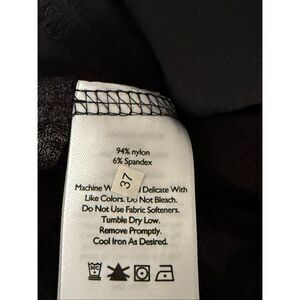 94% nylon
6% Spandex
37
Machine W Delicate With
Like Colors. Do Not Bleach.
Do Not Use Fabric Softeners.
Tumble Dry Low.
Remove Promptly.
Cool Iron As Desired.